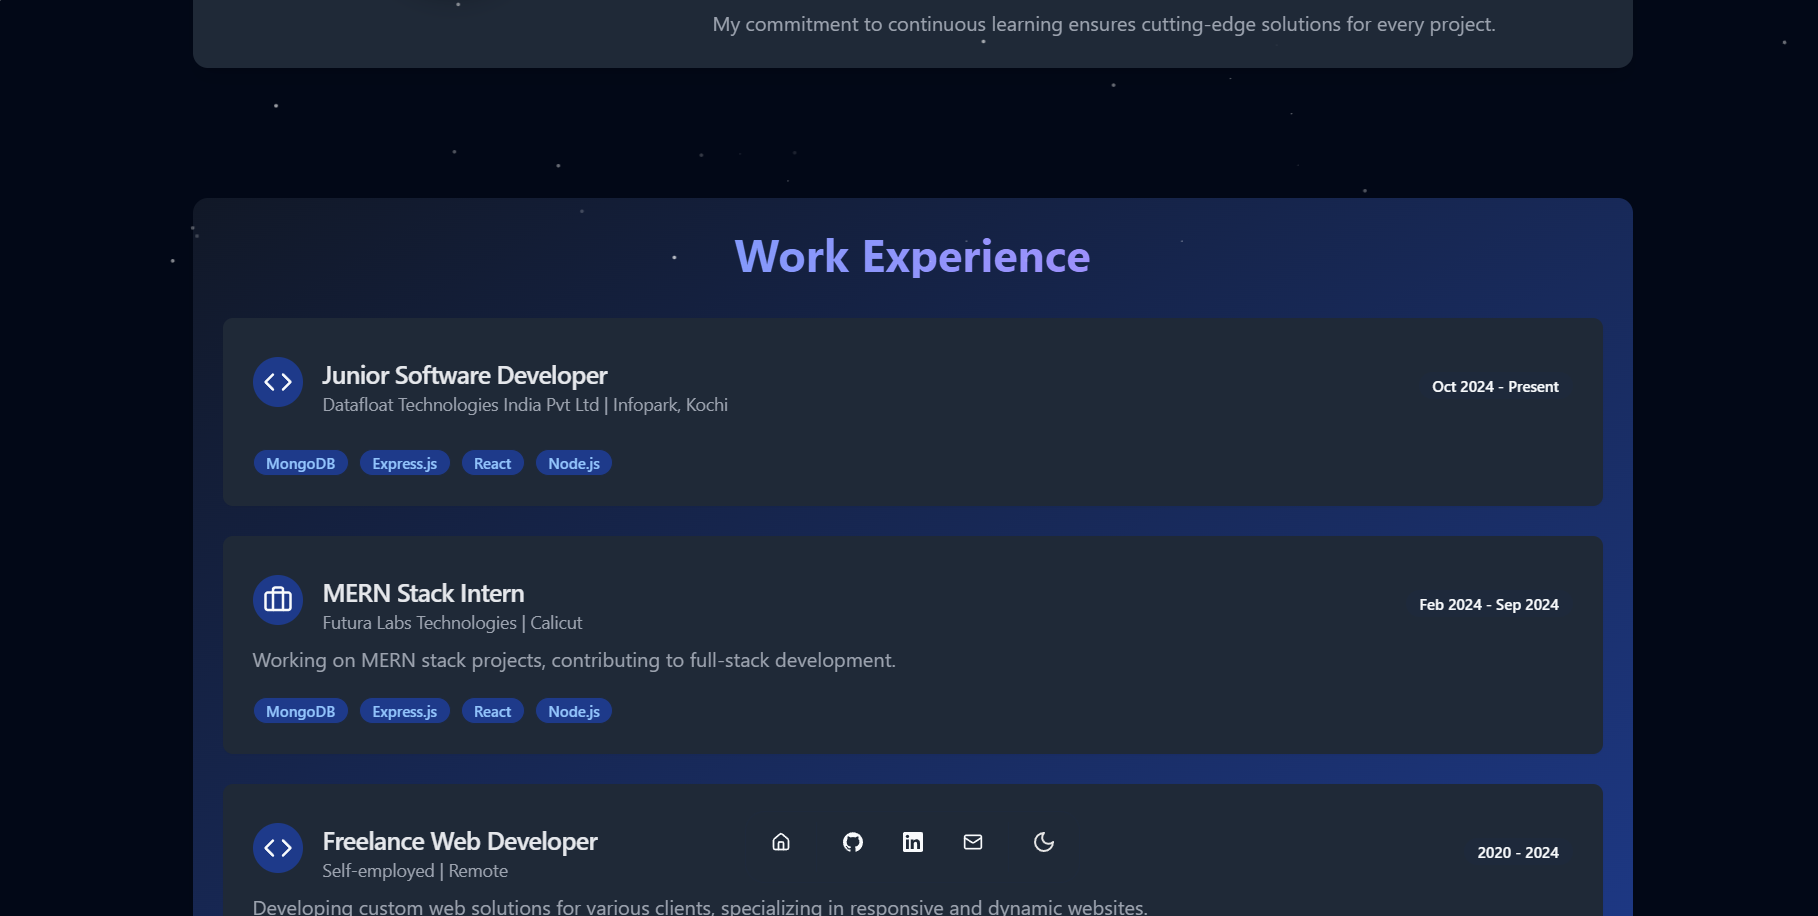 My commitment to continuous learning ensures cutting-edge solutions for every project.
Work Experience
Junior Software Developer
Datafloat Technologies India Pvt Ltd | Infopark, Kochi
Oct 2024 - Present
MongoDB Express.js React Node.js
MERN Stack Intern
Futura Labs Technologies | Calicut
Feb 2024 - Sep 2024
Working on MERN stack projects, contributing to full-stack development.
MongoDB Express.js React Node.js
Freelance Web Developer
Self-employed | Remote
2020 - 2024
Developing custom web solutions for various clients, specializing in responsive and dynamic websites.